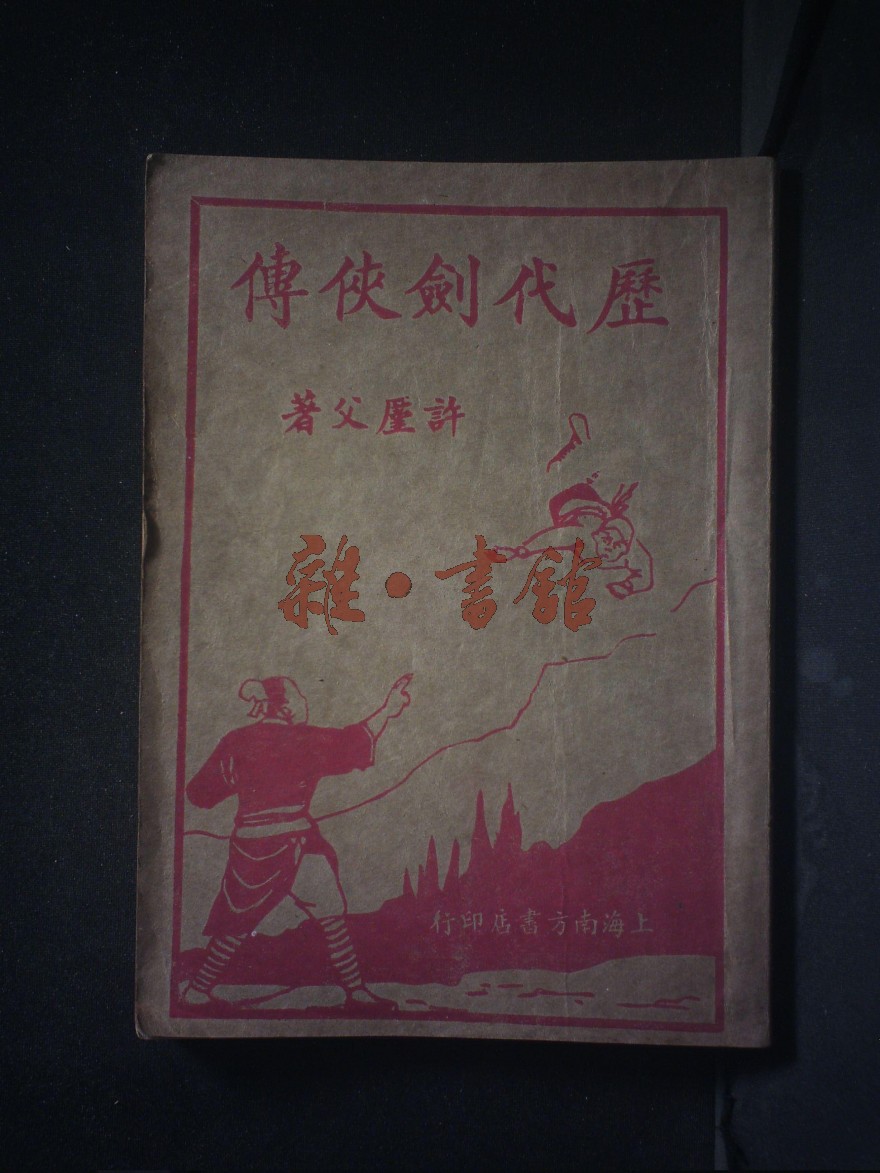 歷代劍俠傳
許廑父著
雜·書館
上海南方書店印行